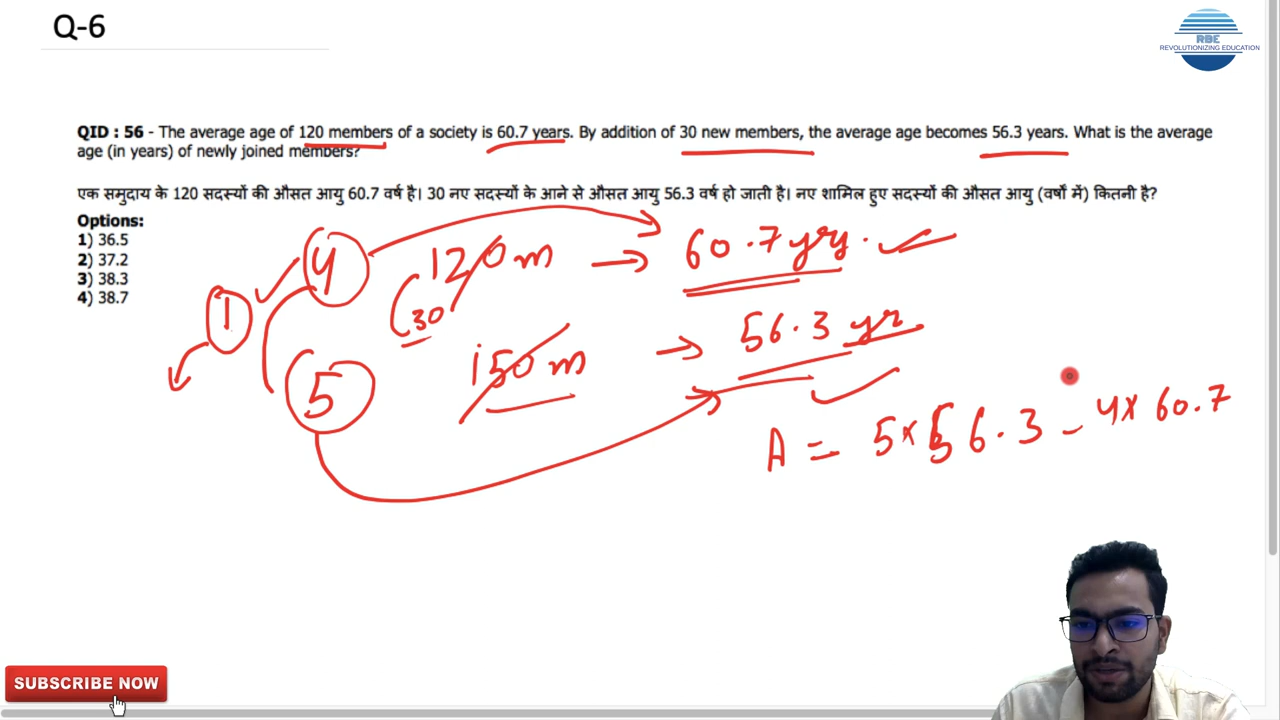 Q-6
RBE
REVOLUTIONIZING EDUCATION
QID : 56 - The average age of 120 members of a society is 60.7 years. By addition of 30 new members, the average age becomes 56.3 years. What is the average
age (in years) of newly joined members?
एक समुदाय के 120 सदस्यों की औसत आयु 60.7 वर्ष है। 30 नए सदस्यों के आने से औसत आयु 56.3 वर्ष हो जाती है। नए शामिल हुए सदस्यों की औसत आयु (वर्षो में) कितनी है?
Options:
1) 36.5
2) 37.2
3) 38.3
4) 38.7
4 120 m → 60.7 yrs.
1 30
150 m → 56.3 yr
5
A = 5×56.3 - 4×60.7
SUBSCRIBE NOW